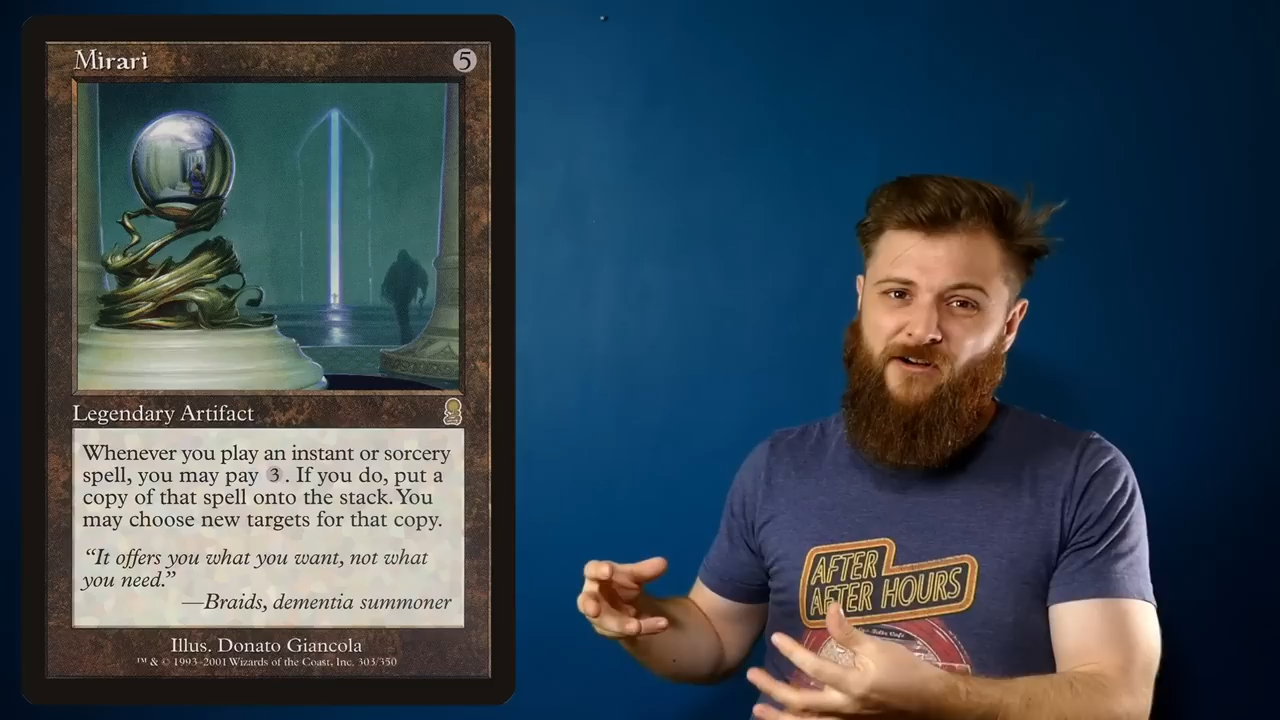 Mirari
5
Legendary Artifact
Whenever you play an instant or sorcery
spell, you may pay 3. If you do, put a
copy of that spell onto the stack. You
may choose new targets for that copy.
“It offers you what you want, not what
you need.”
—Braids, dementia summoner
Illus. Donato Giancola
™ & © 1993–2001 Wizards of the Coast, Inc. 303/350
AFTER
AFTER HOURS